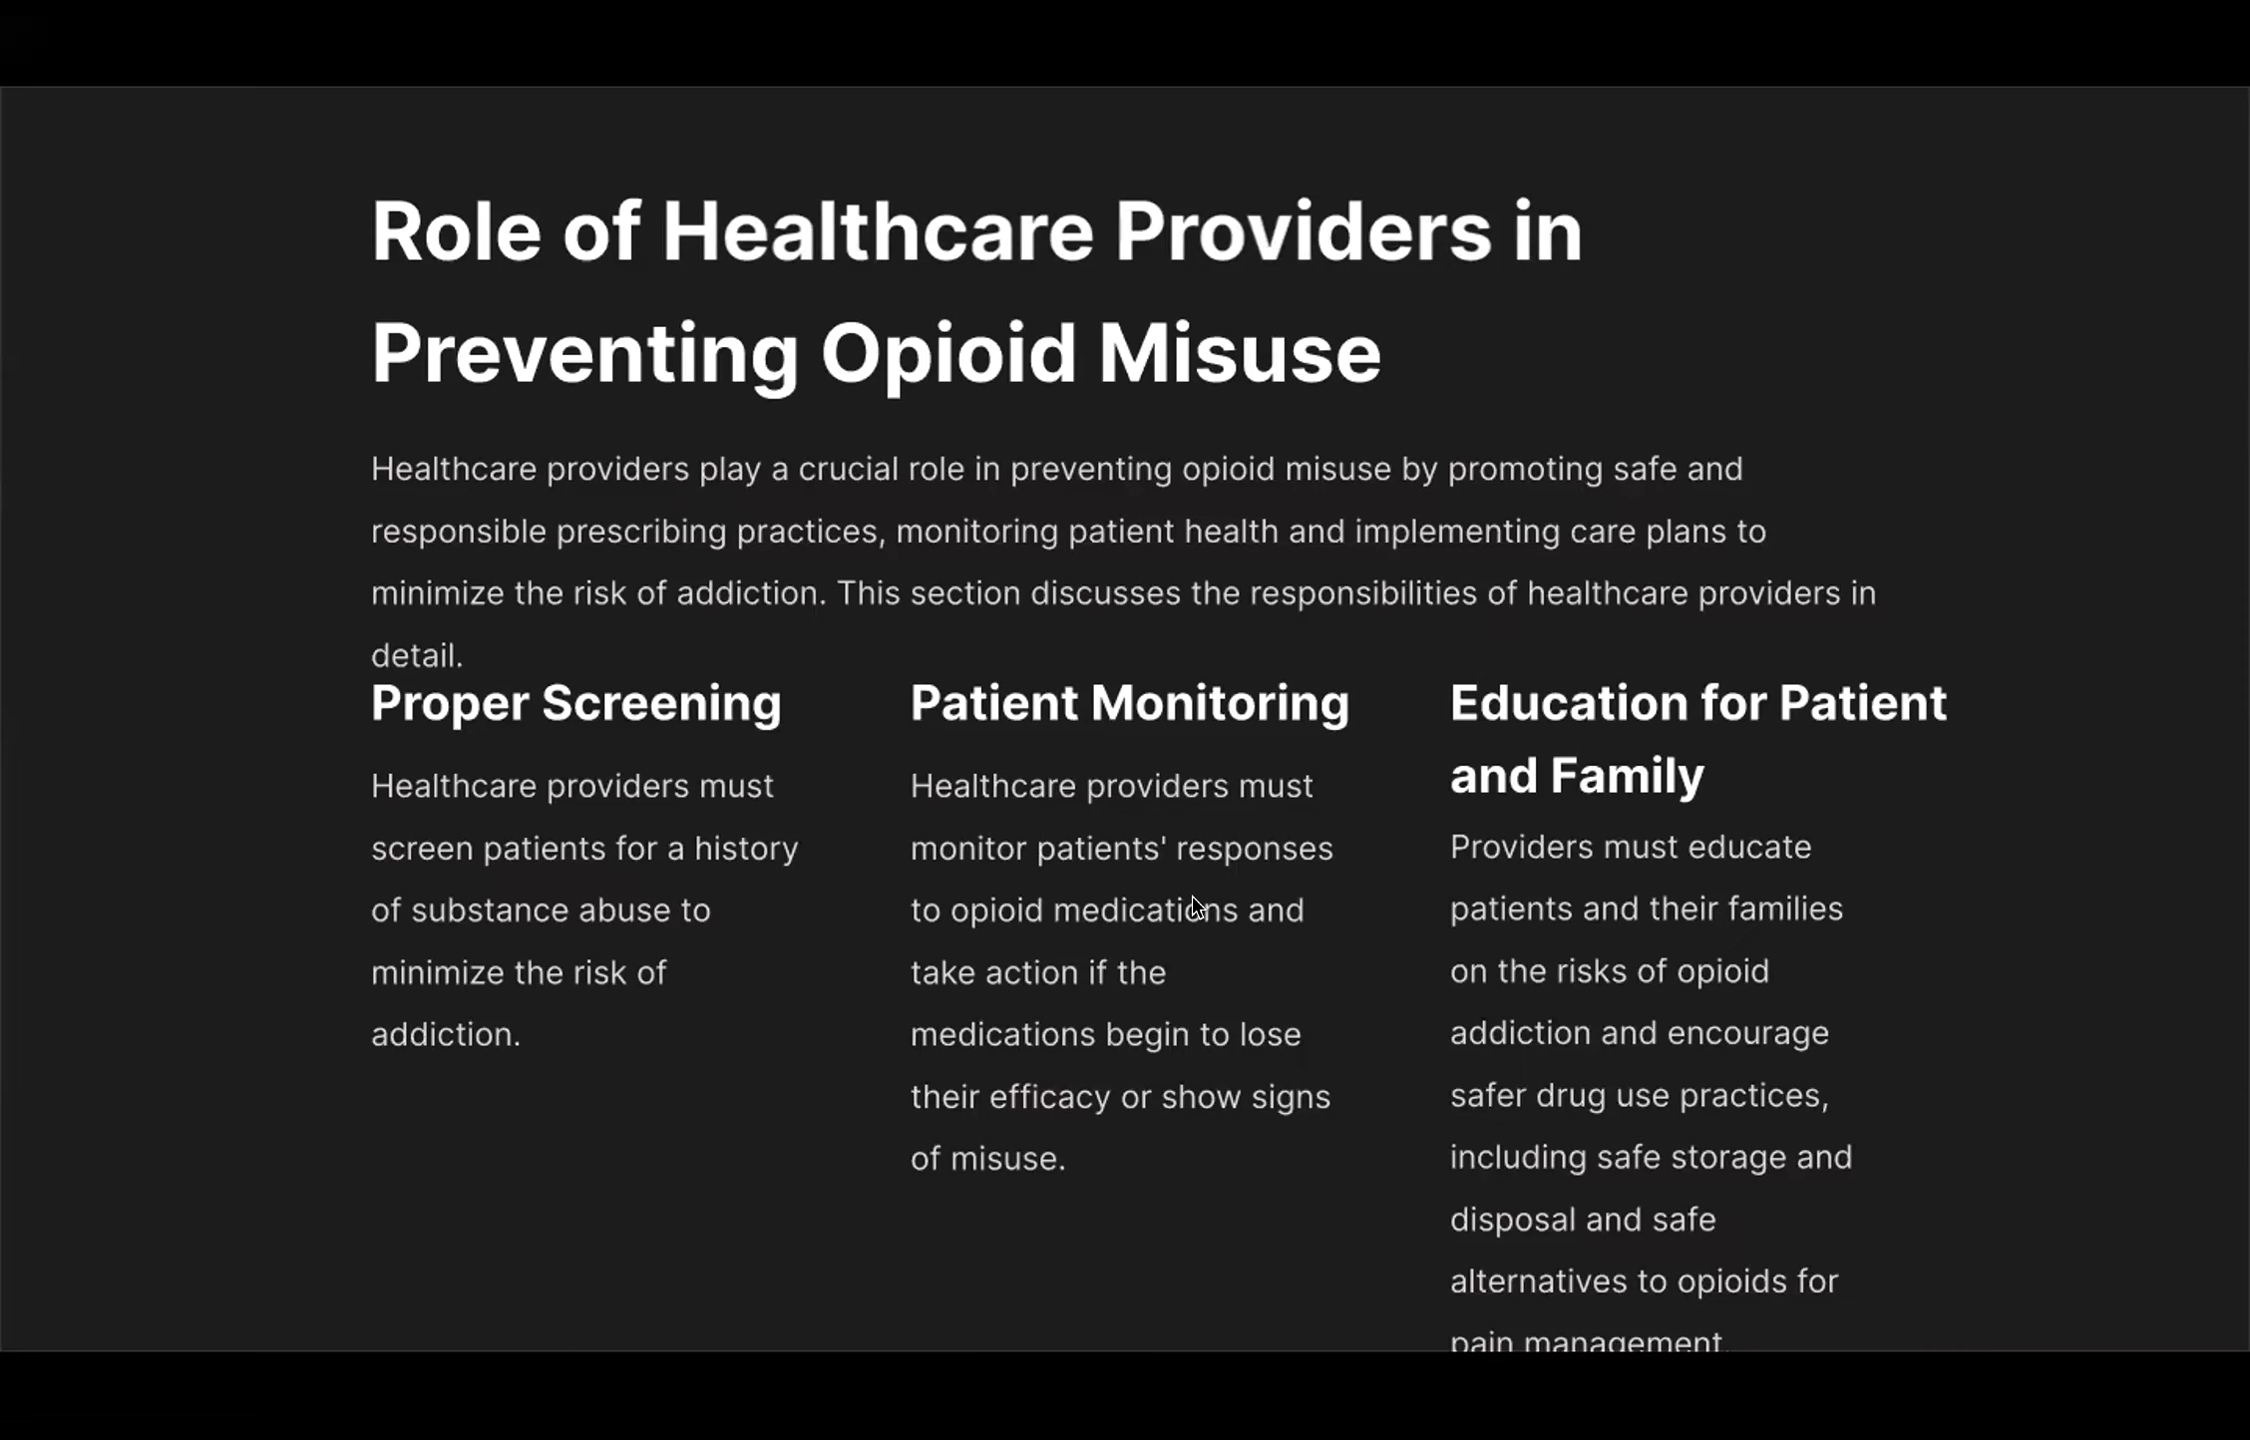 Role of Healthcare Providers in
Preventing Opioid Misuse
Healthcare providers play a crucial role in preventing opioid misuse by promoting safe and
responsible prescribing practices, monitoring patient health and implementing care plans to
minimize the risk of addiction. This section discusses the responsibilities of healthcare providers in
detail.
Proper Screening
Healthcare providers must
screen patients for a history
of substance abuse to
minimize the risk of
addiction.
Patient Monitoring
Healthcare providers must
monitor patients' responses
to opioid medications and
take action if the
medications begin to lose
their efficacy or show signs
of misuse.
Education for Patient
and Family
Providers must educate
patients and their families
on the risks of opioid
addiction and encourage
safer drug use practices,
including safe storage and
disposal and safe
alternatives to opioids for
pain management.